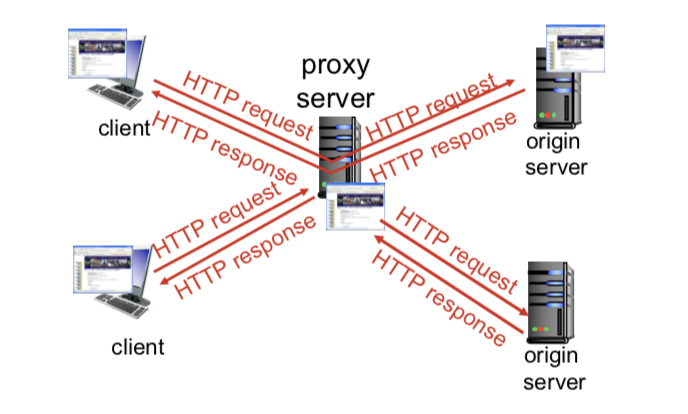 proxy
server
client
HTTP request
HTTP response
HTTP request
HTTP response
origin
server
HTTP request
HTTP response
client
HTTP request
HTTP response
origin
server